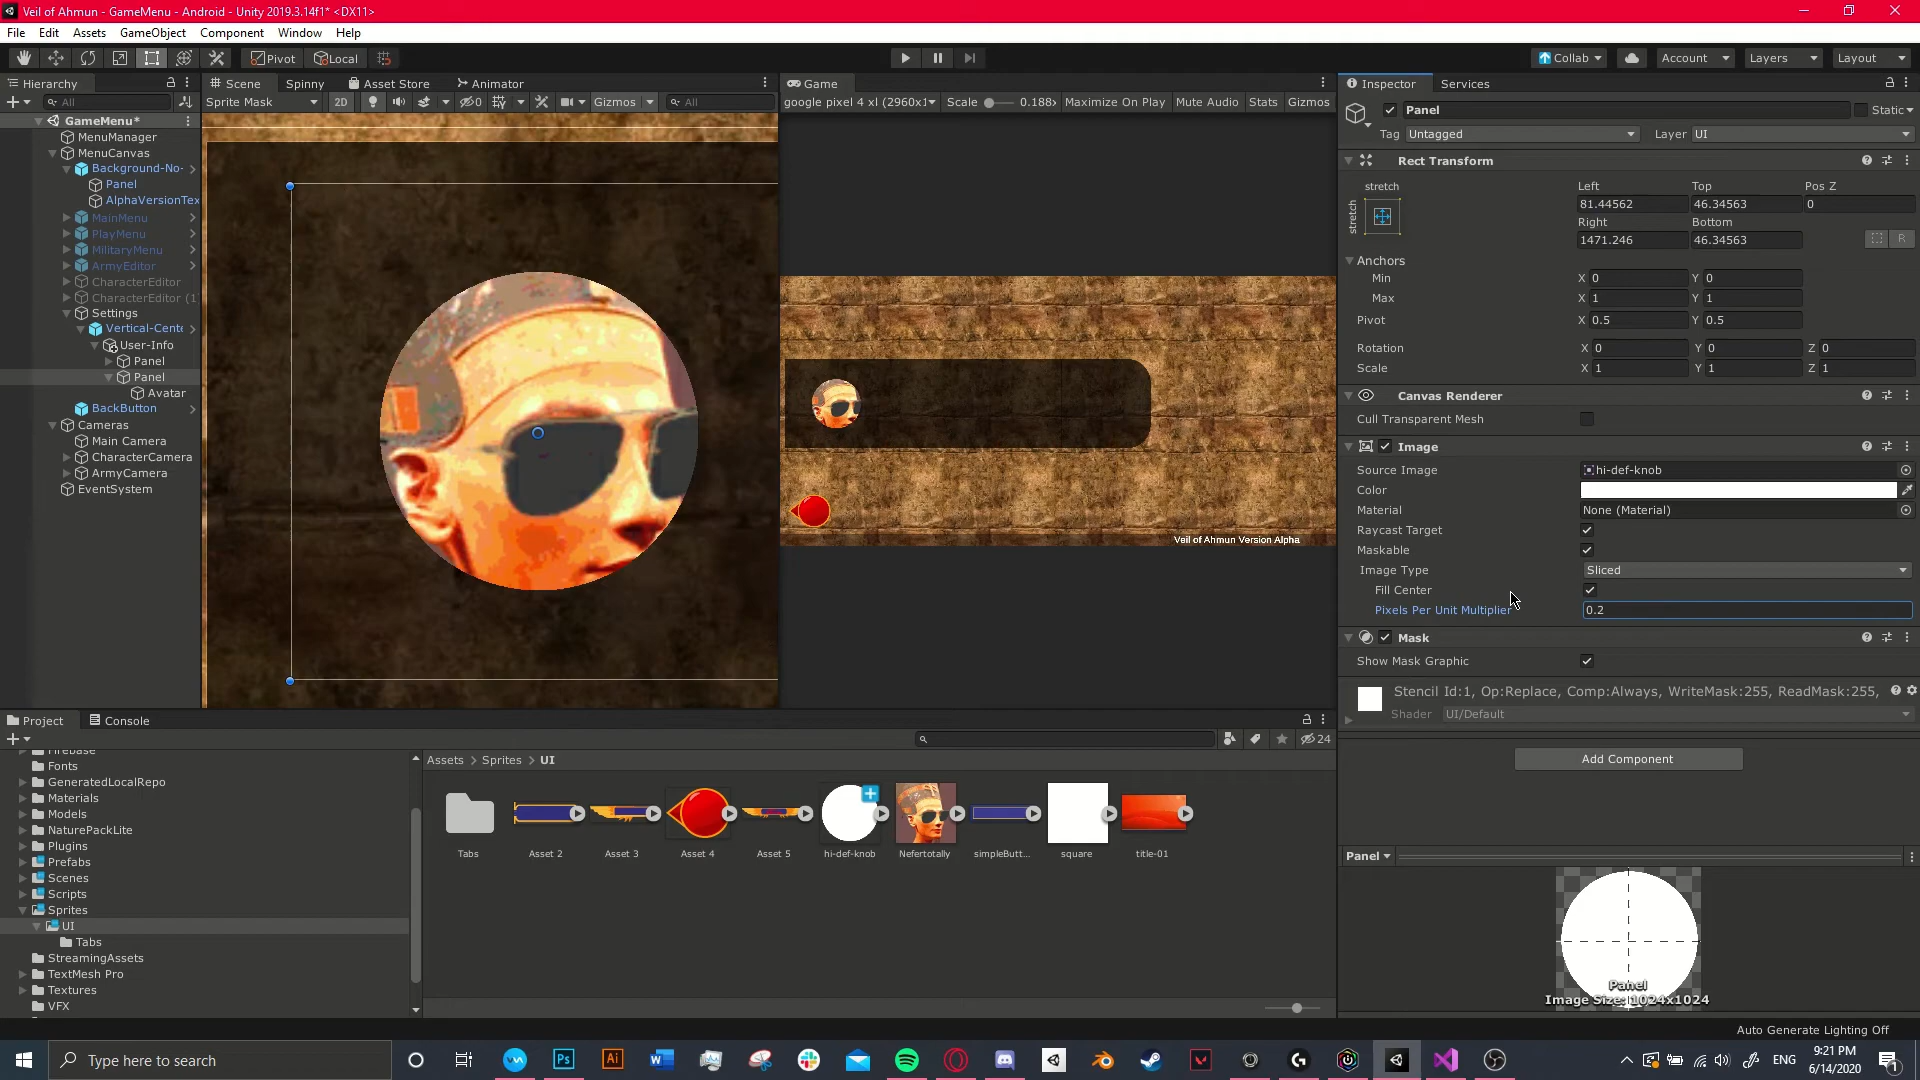 Veil of Ahmun - GameMenu - Android - Unity 2019.3.14f1* <DX11>
File Edit Assets GameObject Component Window Help
Pivot Local Collab Account Layers Layout
Hierarchy
All
GameMenu*
MenuManager
MenuCanvas
Background-No-
Panel
AlphaVersionTex
MainMenu
PlayMenu
MilitaryMenu
ArmyEditor
CharacterEditor
CharacterEditor (1
Settings
Vertical-Cente
User-Info
Panel
Panel
Avatar
BackButton
Cameras
Main Camera
CharacterCamera
ArmyCamera
EventSystem
Scene Spinny Asset Store Animator
Sprite Mask 2D Gizmos All
Game
google pixel 4 xl (2960x1 Scale 0.188x Maximize On Play Mute Audio Stats Gizmos
Veil of Ahmun Version Alpha
Inspector Services
Panel Static
Tag Untagged Layer UI
Rect Transform
stretch Left Top Pos Z
stretch 81.44562 46.34563 0
Right Bottom
1471.246 46.34563 R
Anchors
Min X 0 Y 0
Max X 1 Y 1
Pivot X 0.5 Y 0.5
Rotation X 0 Y 0 Z 0
Scale X 1 Y 1 Z 1
Canvas Renderer
Cull Transparent Mesh
Image
Source Image hi-def-knob
Color
Material None (Material)
Raycast Target
Maskable
Image Type Sliced
Fill Center
Pixels Per Unit Multiplier 0.2
Mask
Show Mask Graphic
Stencil Id:1, Op:Replace, Comp:Always, WriteMask:255, ReadMask:255,
Shader UI/Default
Add Component
Panel
Panel
Image Size: 1024x1024
Project Console
24
Firebase
Fonts
GeneratedLocalRepo
Materials
Models
NaturePackLite
Plugins
Prefabs
Scenes
Scripts
Sprites
UI
Tabs
StreamingAssets
TextMesh Pro
Textures
VFX
Assets > Sprites > UI
Tabs Asset 2 Asset 3 Asset 4 Asset 5 hi-def-knob Nefertotally simpleButt... square title-01
Auto Generate Lighting Off
Type here to search
Ps Ai
ENG
9:21 PM
6/14/2020
1